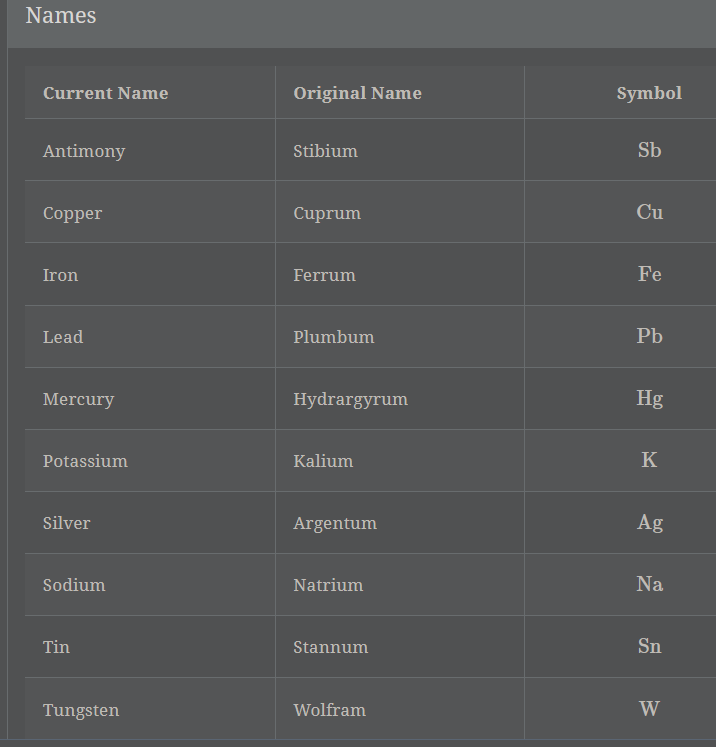 Names
Current Name Original Name Symbol
Antimony Stibium Sb
Copper Cuprum Cu
Iron Ferrum Fe
Lead Plumbum Pb
Mercury Hydrargyrum Hg
Potassium Kalium K
Silver Argentum Ag
Sodium Natrium Na
Tin Stannum Sn
Tungsten Wolfram W